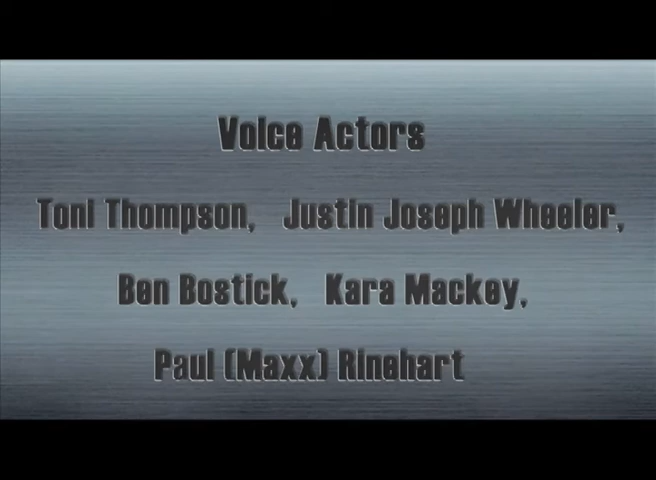 Voice Actors
Toni Thompson, Justin Joseph Wheeler,
Ben Bostick, Kara Mackey,
Paul (Maxx) Rinehart